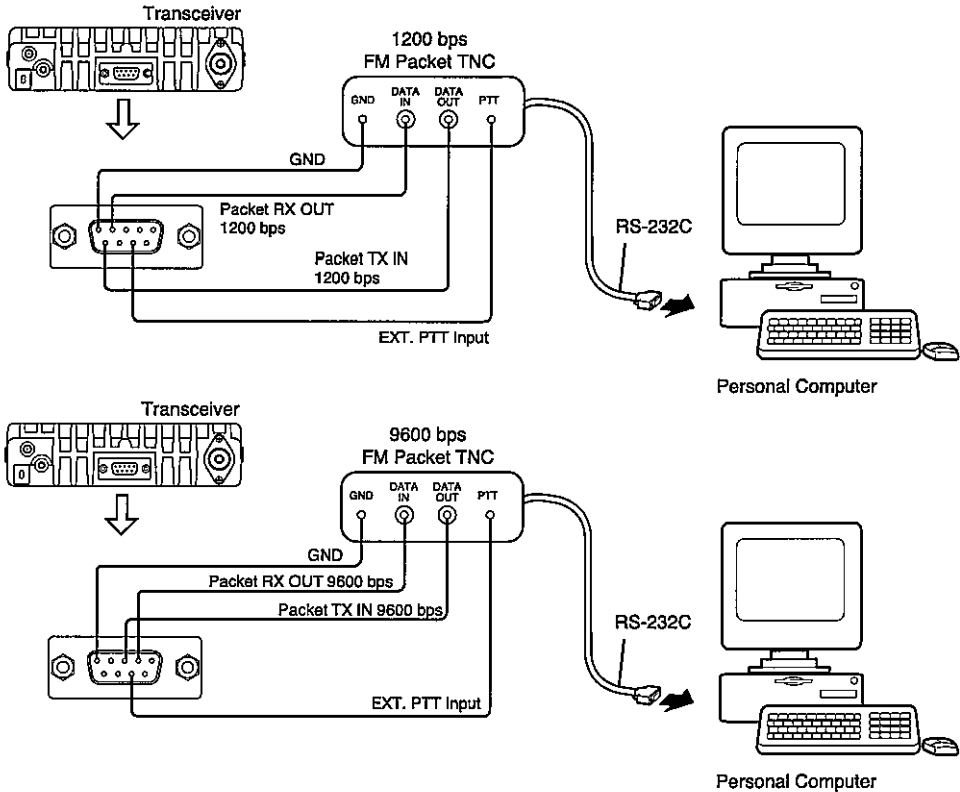 Transceiver
1200 bps
FM Packet TNC
GND
DATA
IN
DATA
OUT
PTT
GND
Packet RX OUT
1200 bps
Packet TX IN
1200 bps
EXT. PTT Input
RS-232C
Personal Computer
Transceiver
9600 bps
FM Packet TNC
GND
DATA
IN
DATA
OUT
PTT
GND
Packet RX OUT 9600 bps
Packet TX IN 9600 bps
EXT. PTT Input
RS-232C
Personal Computer